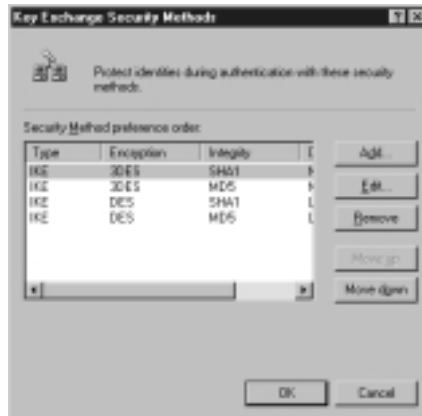 Key Exchange Security Methods
Protect identities during authentication with these security
methods.
Security Method preference order:
Type Encryption Integrity D
IKE 3DES SHA1 M
IKE 3DES MD5 M
IKE DES SHA1 L
IKE DES MD5 L
Add...
Edit...
Remove
Move up
Move down
OK Cancel